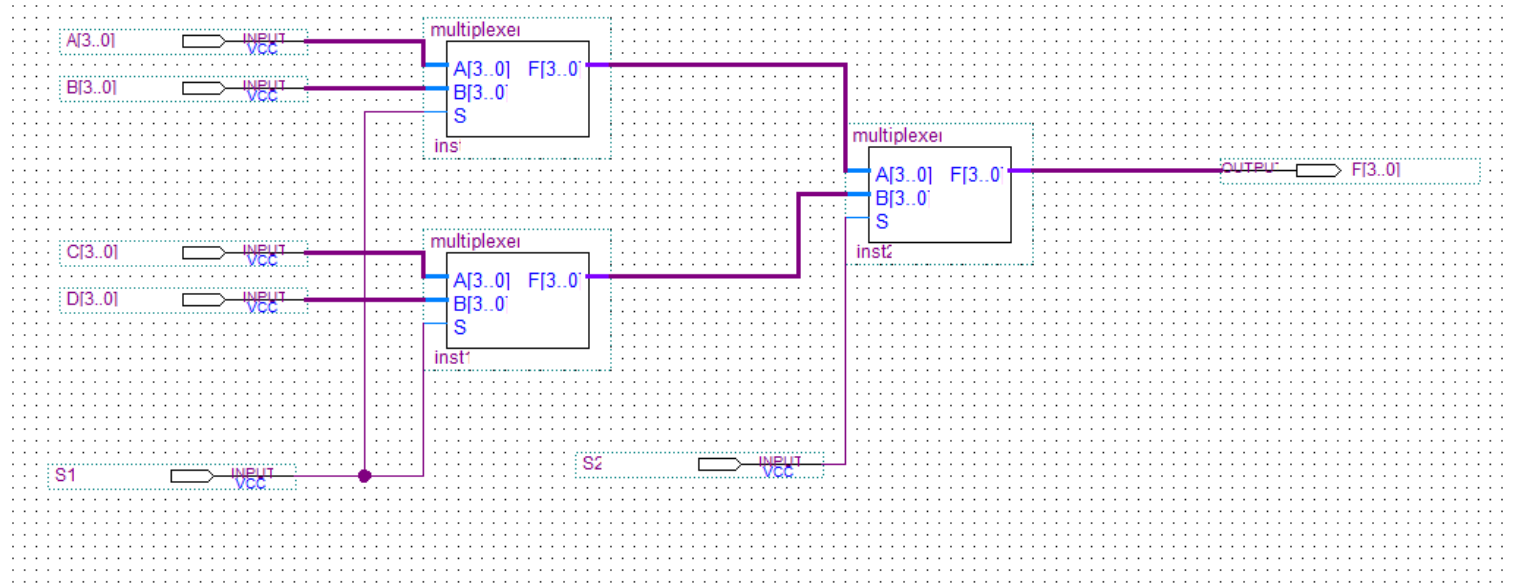 A[3..0] INPUT
VCC
B[3..0] INPUT
VCC
multiplexer
A[3..0] F[3..0]
B[3..0]
S
inst
C[3..0] INPUT
VCC
D[3..0] INPUT
VCC
multiplexer
A[3..0] F[3..0]
B[3..0]
S
inst1
multiplexer
A[3..0] F[3..0]
B[3..0]
S
inst2
OUTPUT F[3..0]
S1 INPUT
VCC
S2 INPUT
VCC